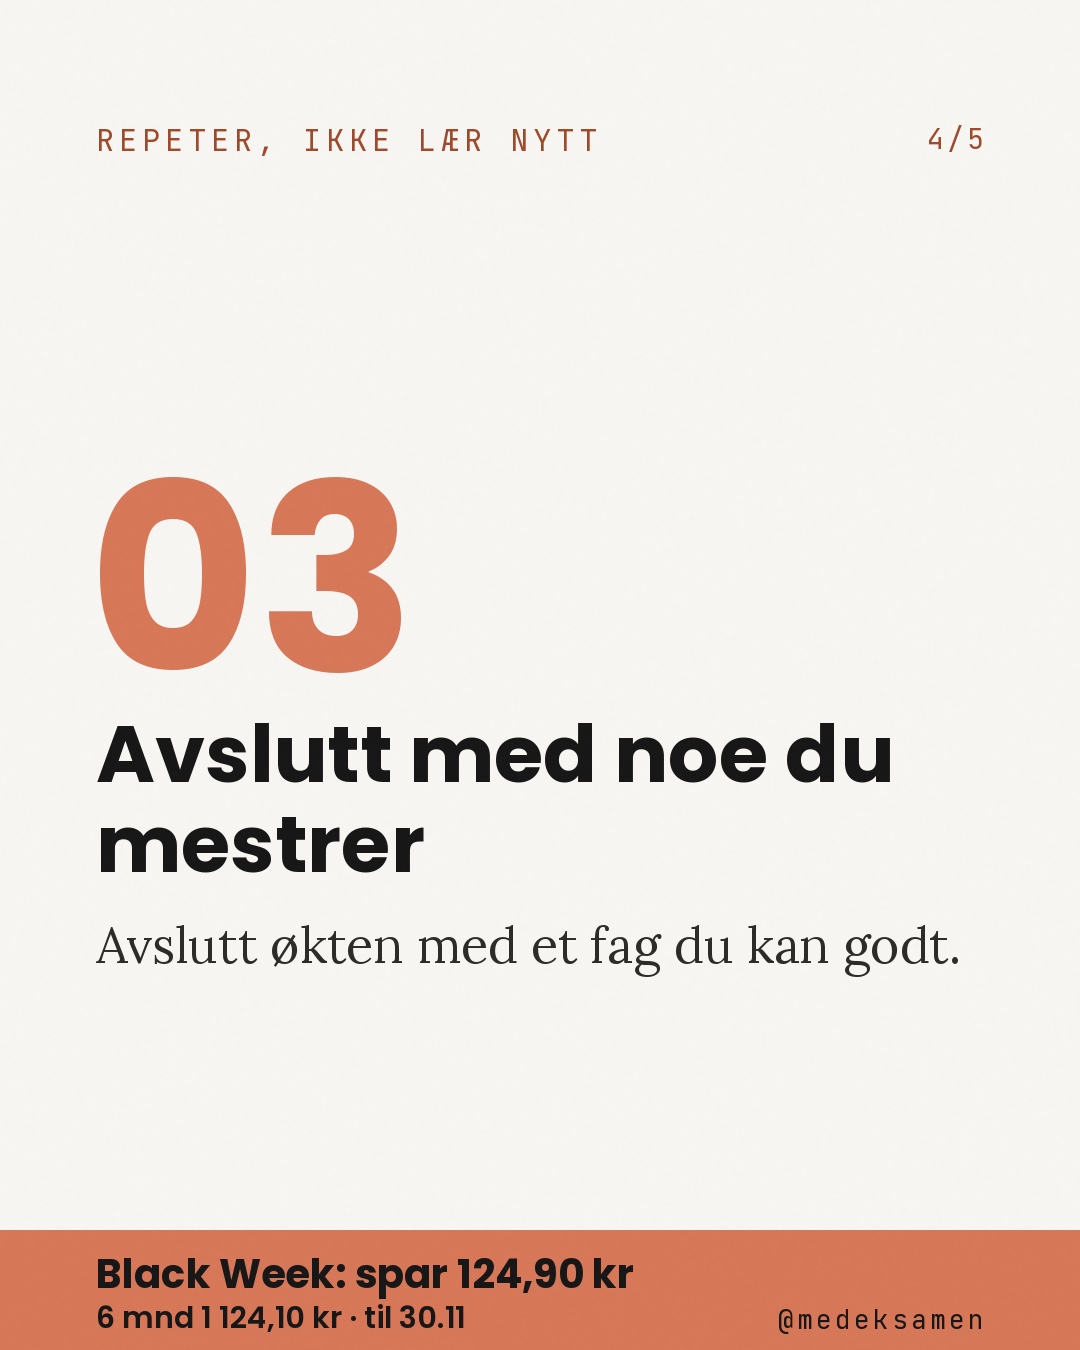 REPETER, IKKE LÆR NYTT
4/5
03
Avslutt med noe du
mestrer
Avslutt økten med et fag du kan godt.
Black Week: spar 124,90 kr
6 mnd 1 124,10 kr · til 30.11
@medeksamen